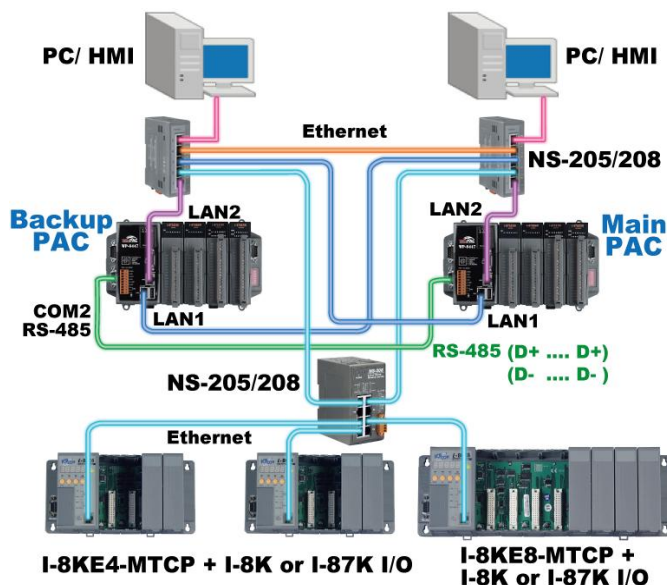 PC/ HMI
PC/ HMI
Ethernet
NS-205/208
LAN2
LAN2
Backup
PAC
Main
PAC
COM2
RS-485
LAN1
LAN1
RS-485 (D+ .... D+)
(D- .... D- )
NS-205/208
Ethernet
I-8KE4-MTCP + I-8K or I-87K I/O
I-8KE8-MTCP +
I-8K or I-87K I/O